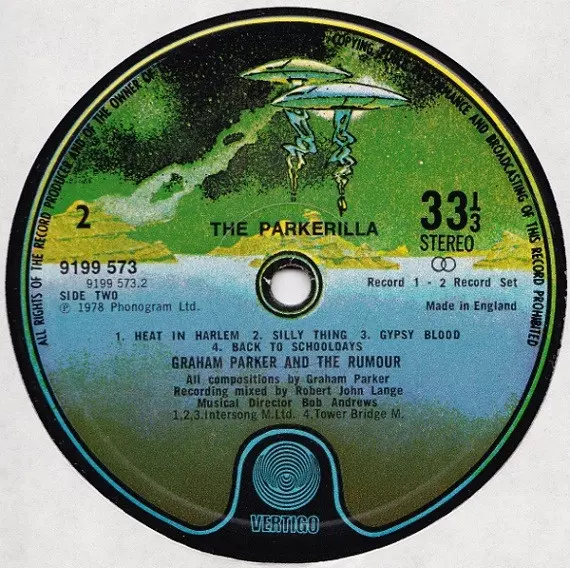 ALL RIGHTS OF THE RECORD PRODUCER AND OF THE OWNER OF
COPYING
AND BROADCASTING OF THIS RECORD PROHIBITED
2
THE PARKERILLA
33 1/3
STEREO
9199 573
9199 573.2
SIDE TWO
Ⓟ 1978 Phonogram Ltd.
Record 1 - 2 Record Set
Made in England
1. HEAT IN HARLEM 2. SILLY THING 3. GYPSY BLOOD
4. BACK TO SCHOOLDAYS
GRAHAM PARKER AND THE RUMOUR
All compositions by Graham Parker
Recording mixed by Robert John Lange
Musical Director Bob Andrews
1,2,3.Intersong M.Ltd. 4.Tower Bridge M.
VERTIGO